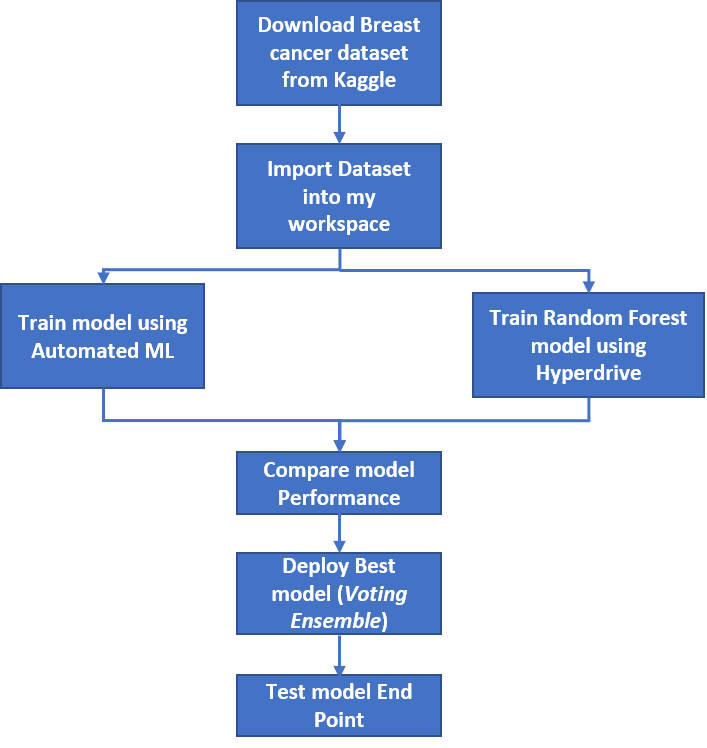 Download Breast
cancer dataset
from Kaggle
Import Dataset
into my
workspace
Train model using
Automated ML
Train Random Forest
model using
Hyperdrive
Compare model
Performance
Deploy Best
model (Voting
Ensemble)
Test model End
Point